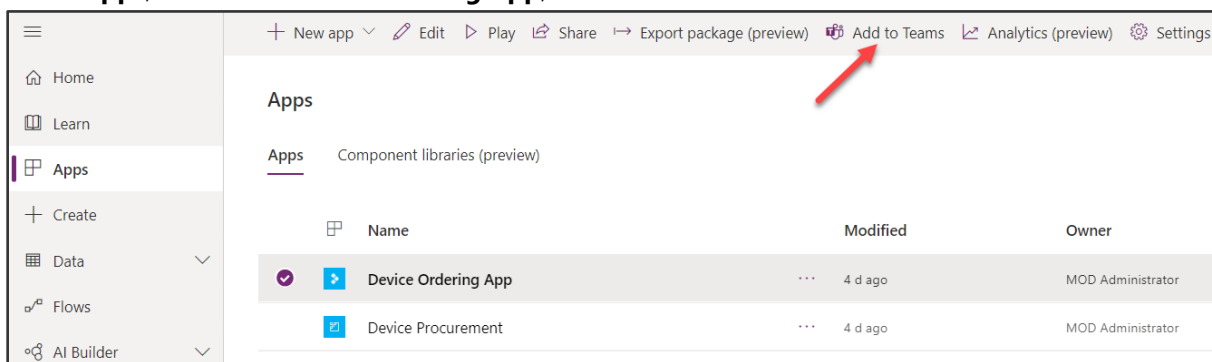 New app Edit Play Share Export package (preview) Add to Teams Analytics (preview) Settings
Home
Learn
Apps
Create
Data
Flows
AI Builder
Apps
Apps Component libraries (preview)
Name Modified Owner
Device Ordering App ... 4 d ago MOD Administrator
Device Procurement ... 4 d ago MOD Administrator